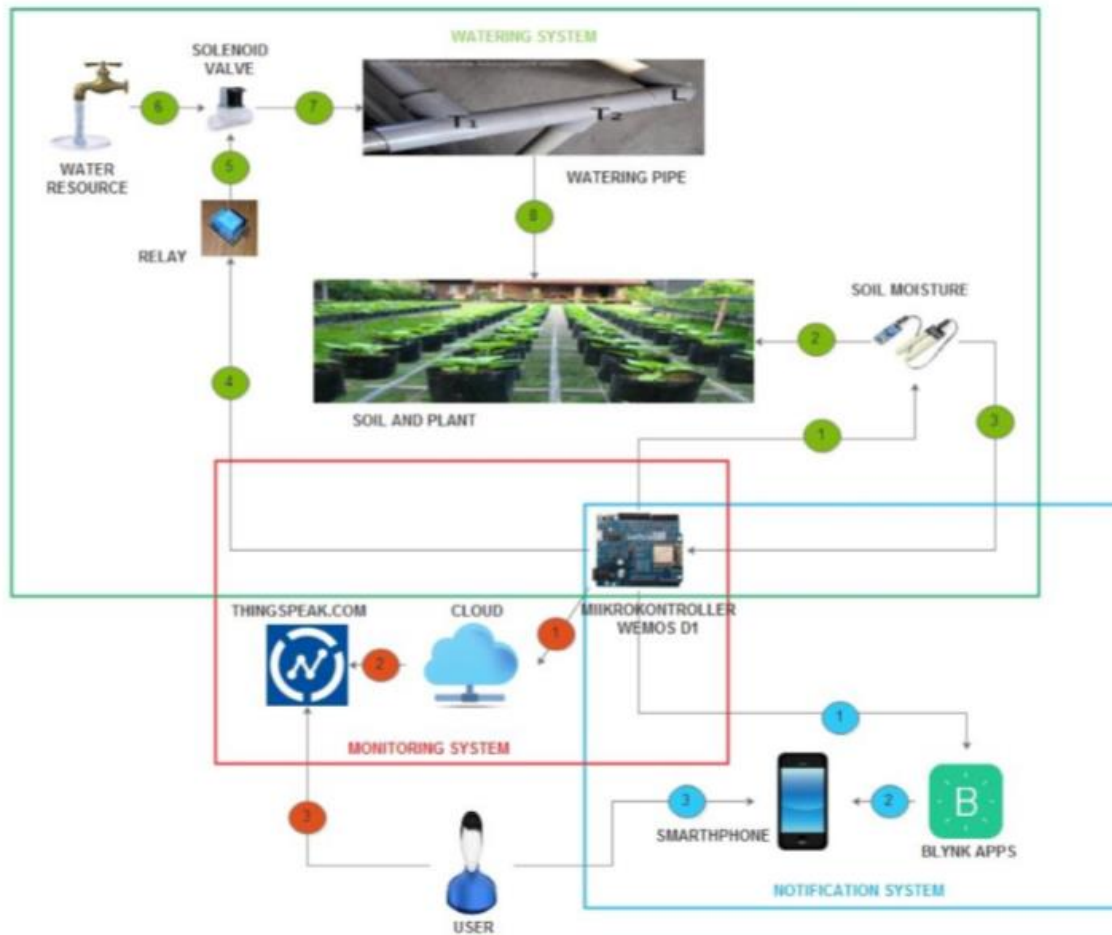 WATERING SYSTEM
SOLENOID
VALVE
6
7
T₁
T₂
L
5
WATER
RESOURCE
WATERING PIPE
RELAY
8
SOIL MOISTURE
2
4
3
SOIL AND PLANT
1
MIIKROKONTROLLER
WEMOS D1
THINGSPEAK.COM
CLOUD
1
2
MONITORING SYSTEM
1
3
3
2
B
SMARTHPHONE
BLYNK APPS
NOTIFICATION SYSTEM
USER